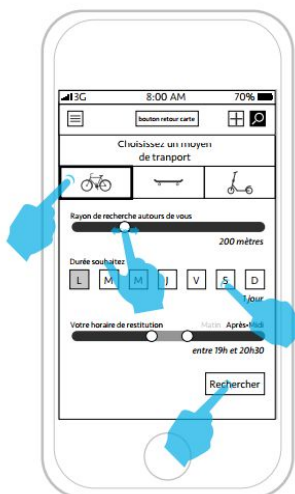 3G 8:00 AM 70%
bouton retour carte
Choisissez un moyen
de tranport
Rayon de recherche autours de vous
200 mètres
Durée souhaitez
L M M J V S D
1 jour
Votre horaire de restitution Matin Après-Midi
entre 19h et 20h30
Rechercher